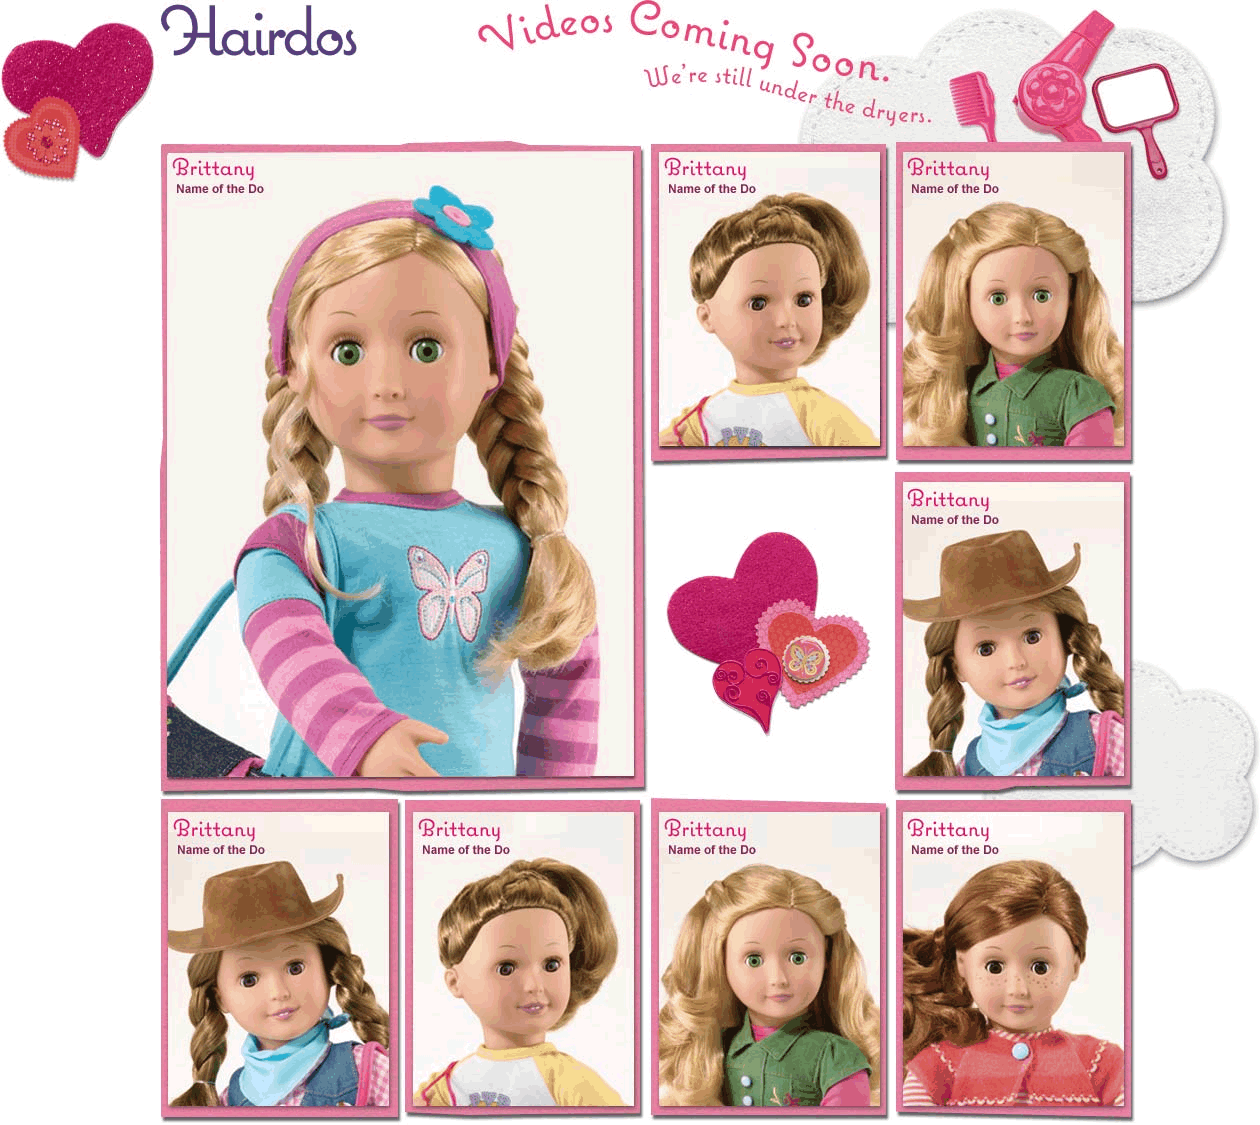 Hairdos
Videos Coming Soon.
We're still under the dryers.
Brittany
Name of the Do
Brittany
Name of the Do
Brittany
Name of the Do
Brittany
Name of the Do
Brittany
Name of the Do
Brittany
Name of the Do
Brittany
Name of the Do
Brittany
Name of the Do